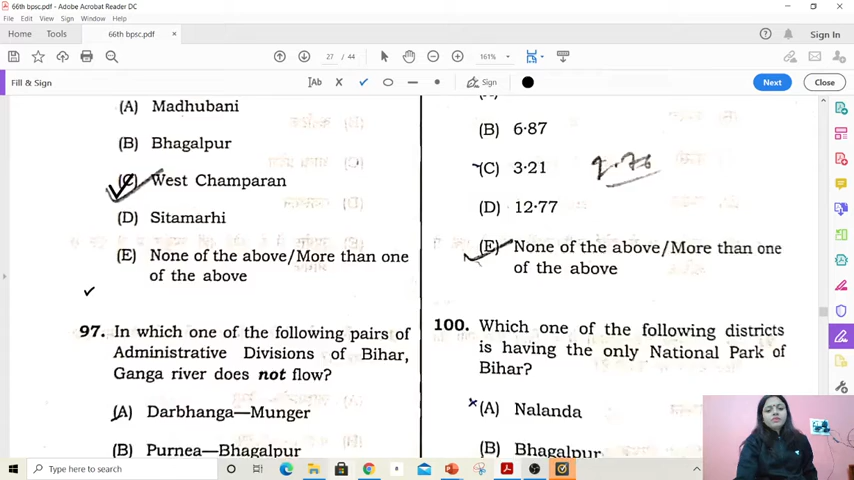 66th bpsc.pdf - Adobe Acrobat Reader DC
File Edit View Sign Window Help
Home Tools 66th bpsc.pdf × Sign In
27 / 44 161%
Fill & Sign Ab Sign Next Close
(A) Madhubani
(B) Bhagalpur
(C) West Champaran
(D) Sitamarhi
(E) None of the above/More than one
of the above
97. In which one of the following pairs of
Administrative Divisions of Bihar,
Ganga river does not flow?
(A) Darbhanga—Munger
(B) Purnea—Bhagalpur
(B) 6·87
(C) 3·21
(D) 12·77
(E) None of the above/More than one
of the above
100. Which one of the following districts
is having the only National Park of
Bihar?
(A) Nalanda
(B) Bhagalpur
Type here to search